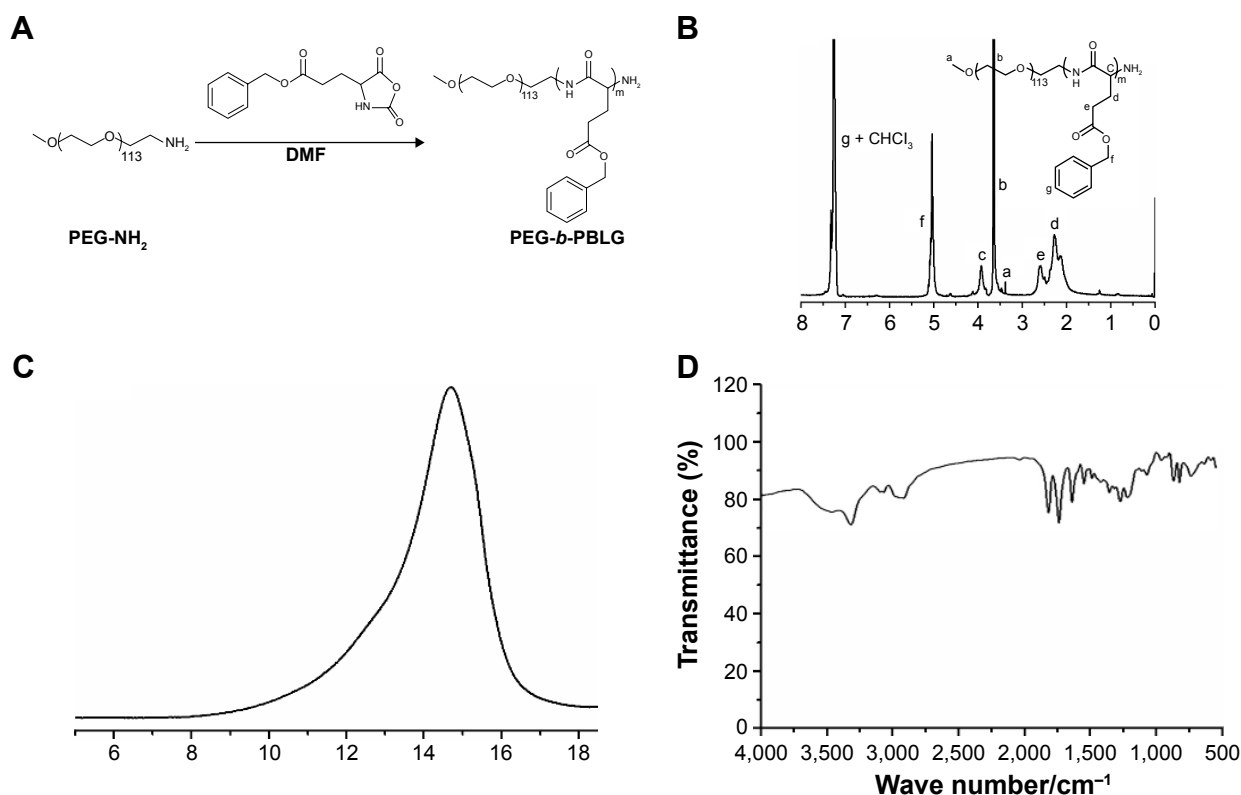 A
O
O
O
O
O
HN
O
O
O
113
NH₂
DMF
PEG-NH₂
O
O
113
N
H
O
m
NH₂
O
O
PEG-b-PBLG
B
a
O
b
O
113
N
H
O
C
m
NH₂
d
e
O
O
f
g
g + CHCl₃
f
c
b
a
e
d
8 7 6 5 4 3 2 1 0
C
6 8 10 12 14 16 18
D
Transmittance (%)
120
100
80
60
40
20
0
4,000 3,500 3,000 2,500 2,000 1,500 1,000 500
Wave number/cm⁻¹